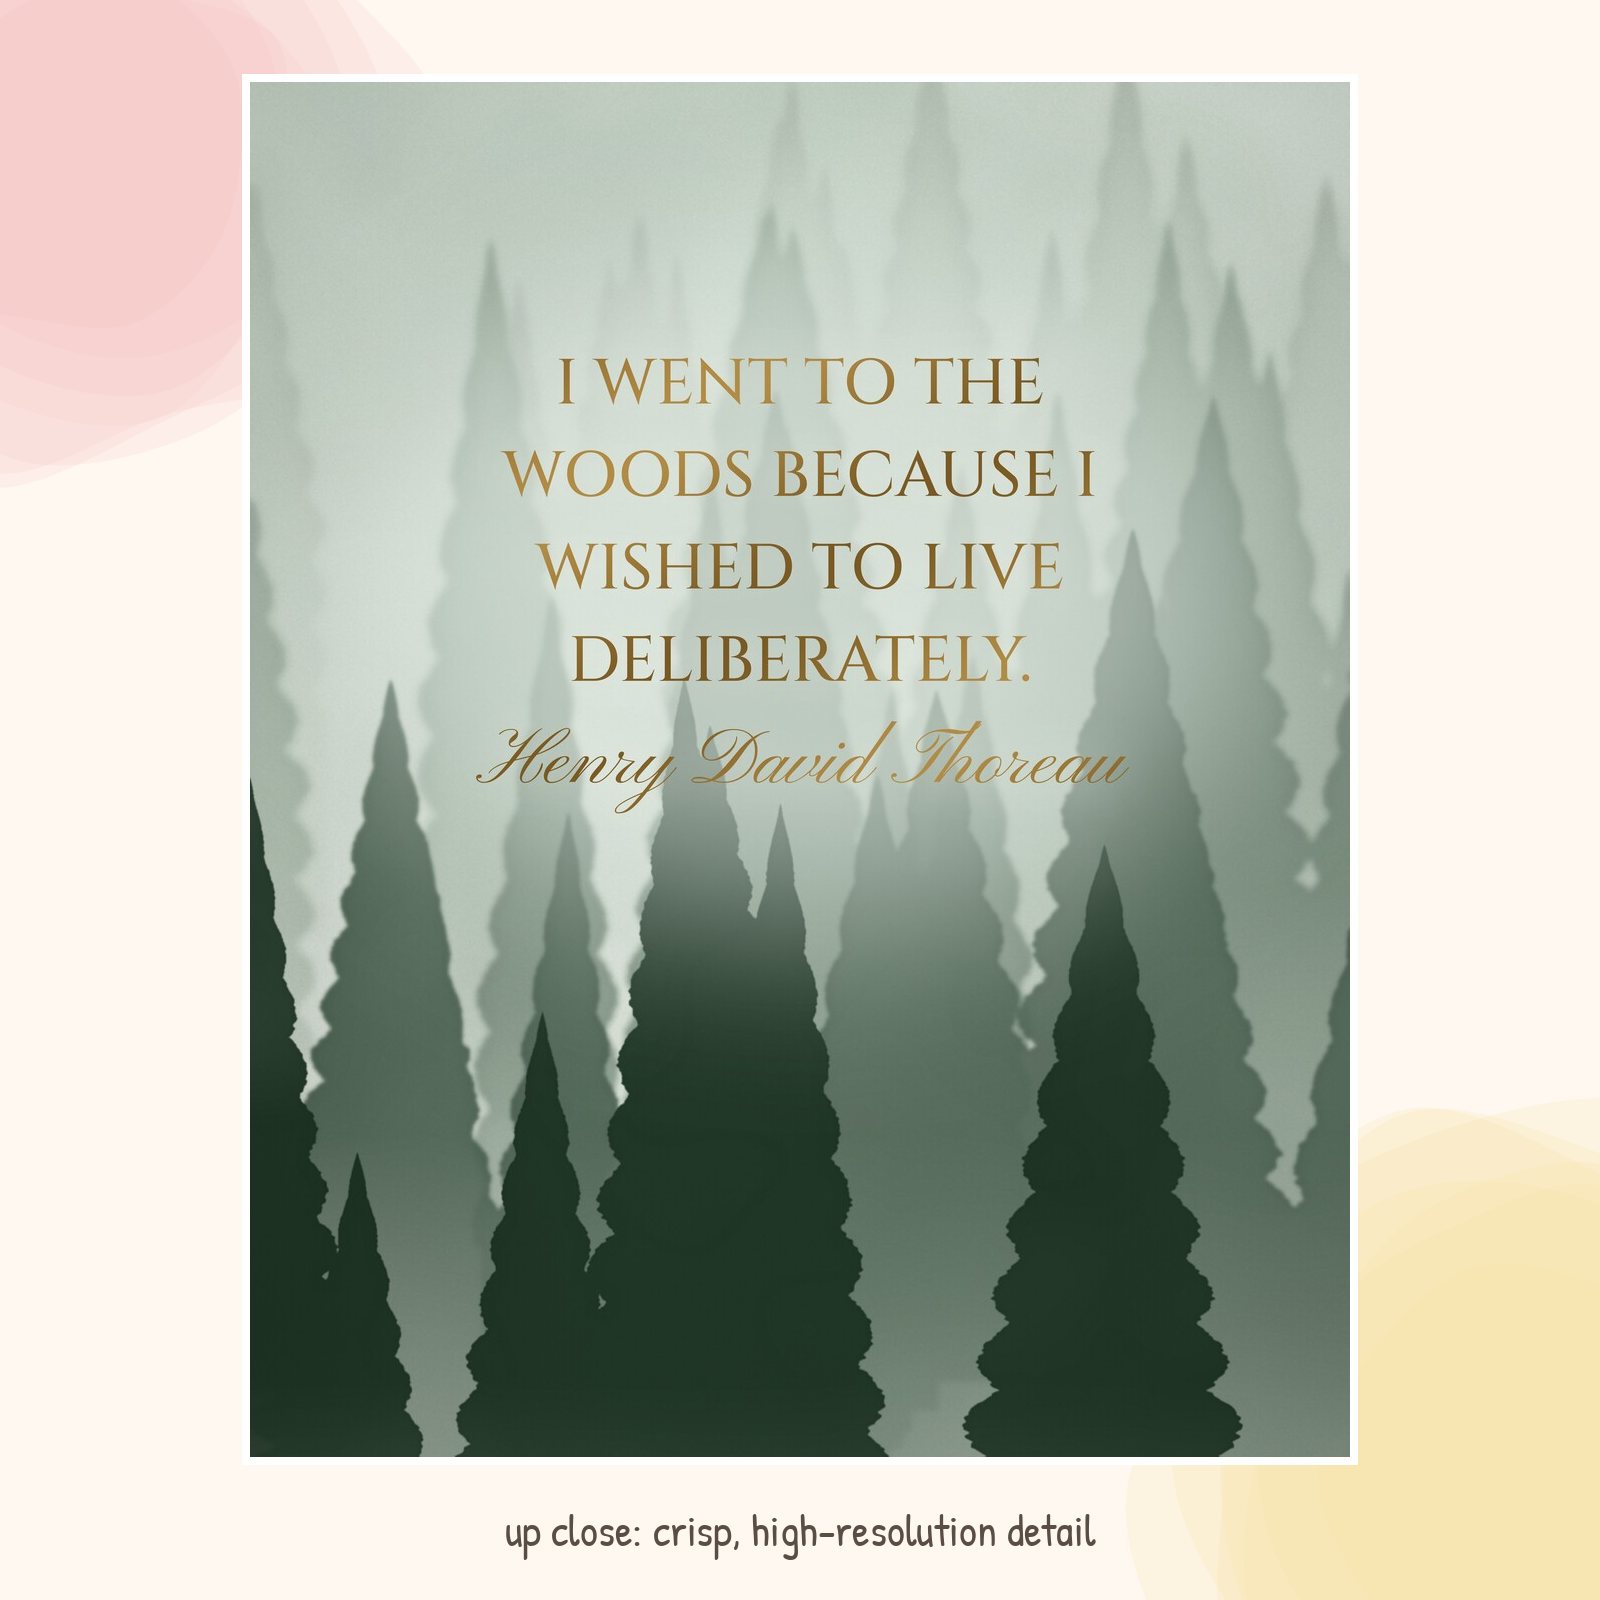 I WENT TO THE
WOODS BECAUSE I
WISHED TO LIVE
DELIBERATELY.
Henry David Thoreau
up close: crisp, high-resolution detail